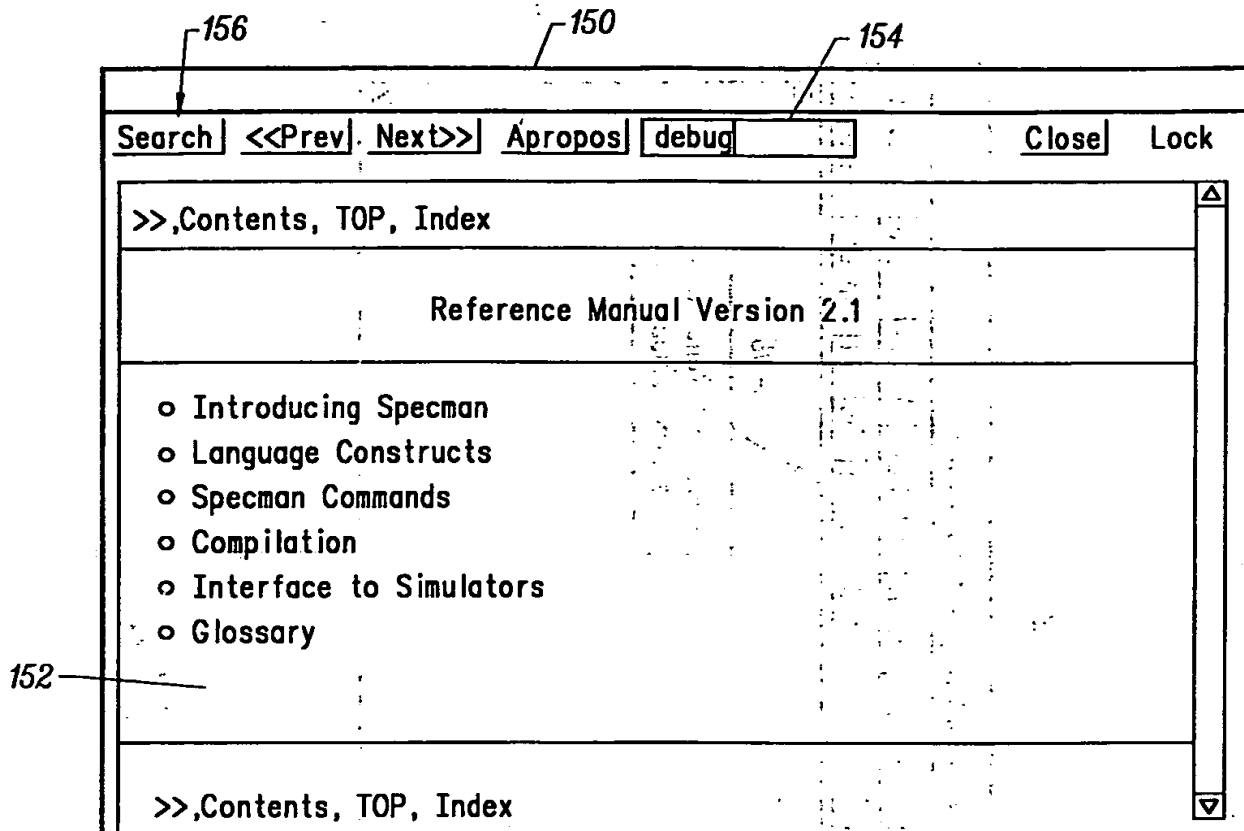 156 150 154
Search <<Prev Next>> Apropos debug Close Lock
>>,Contents, TOP, Index
Reference Manual Version 2.1
o Introducing Specman
o Language Constructs
o Specman Commands
o Compilation
o Interface to Simulators
o Glossary
152
>>,Contents, TOP, Index